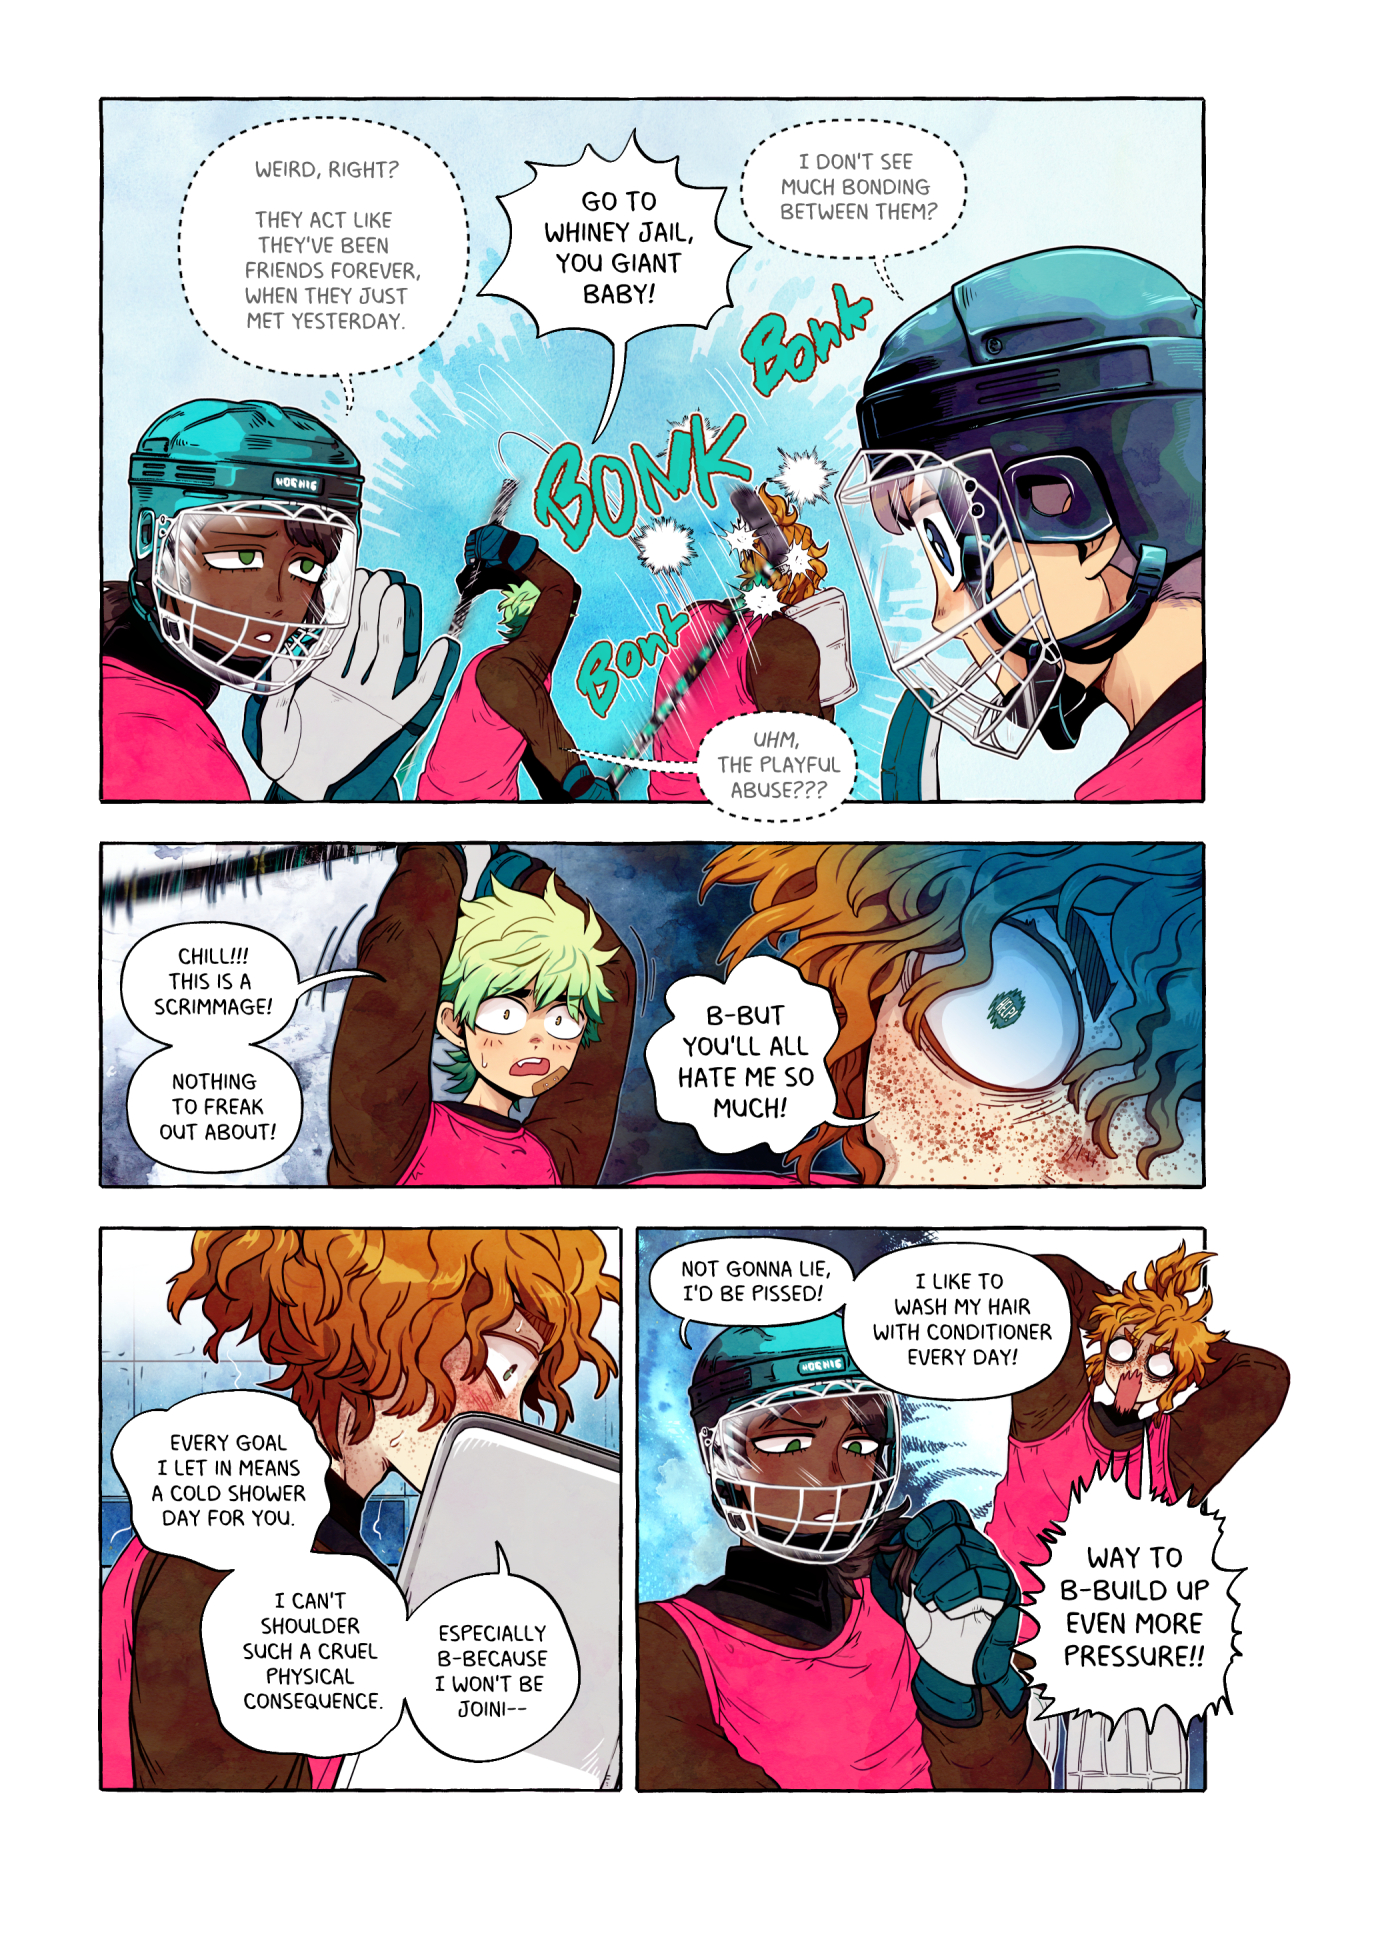 WEIRD, RIGHT?
THEY ACT LIKE
THEY'VE BEEN
FRIENDS FOREVER,
WHEN THEY JUST
MET YESTERDAY.
GO TO
WHINEY JAIL,
YOU GIANT
BABY!
I DON'T SEE
MUCH BONDING
BETWEEN THEM?
BONK
BONK
BONK
UHM,
THE PLAYFUL
ABUSE???
CHILL!!!
THIS IS A
SCRIMMAGE!
NOTHING
TO FREAK
OUT ABOUT!
B-BUT
YOU'LL ALL
HATE ME SO
MUCH!
HELP!
EVERY GOAL
I LET IN MEANS
A COLD SHOWER
DAY FOR YOU.
I CAN'T
SHOULDER
SUCH A CRUEL
PHYSICAL
CONSEQUENCE.
ESPECIALLY
B-BECAUSE
I WON'T BE
JOINI--
NOT GONNA LIE,
I'D BE PISSED!
I LIKE TO
WASH MY HAIR
WITH CONDITIONER
EVERY DAY!
WAY TO
B-BUILD UP
EVEN MORE
PRESSURE!!